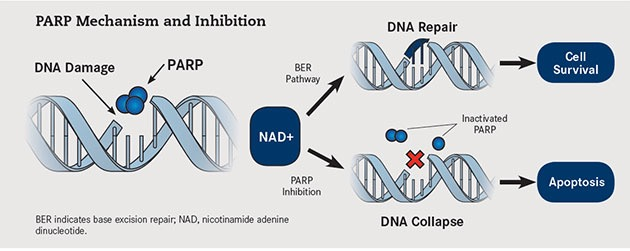 PARP Mechanism and Inhibition
DNA Damage
PARP
NAD+
BER
Pathway
DNA Repair
Cell
Survival
PARP
Inhibition
Inactivated
PARP
DNA Collapse
Apoptosis
BER indicates base excision repair; NAD, nicotinamide adenine
dinucleotide.